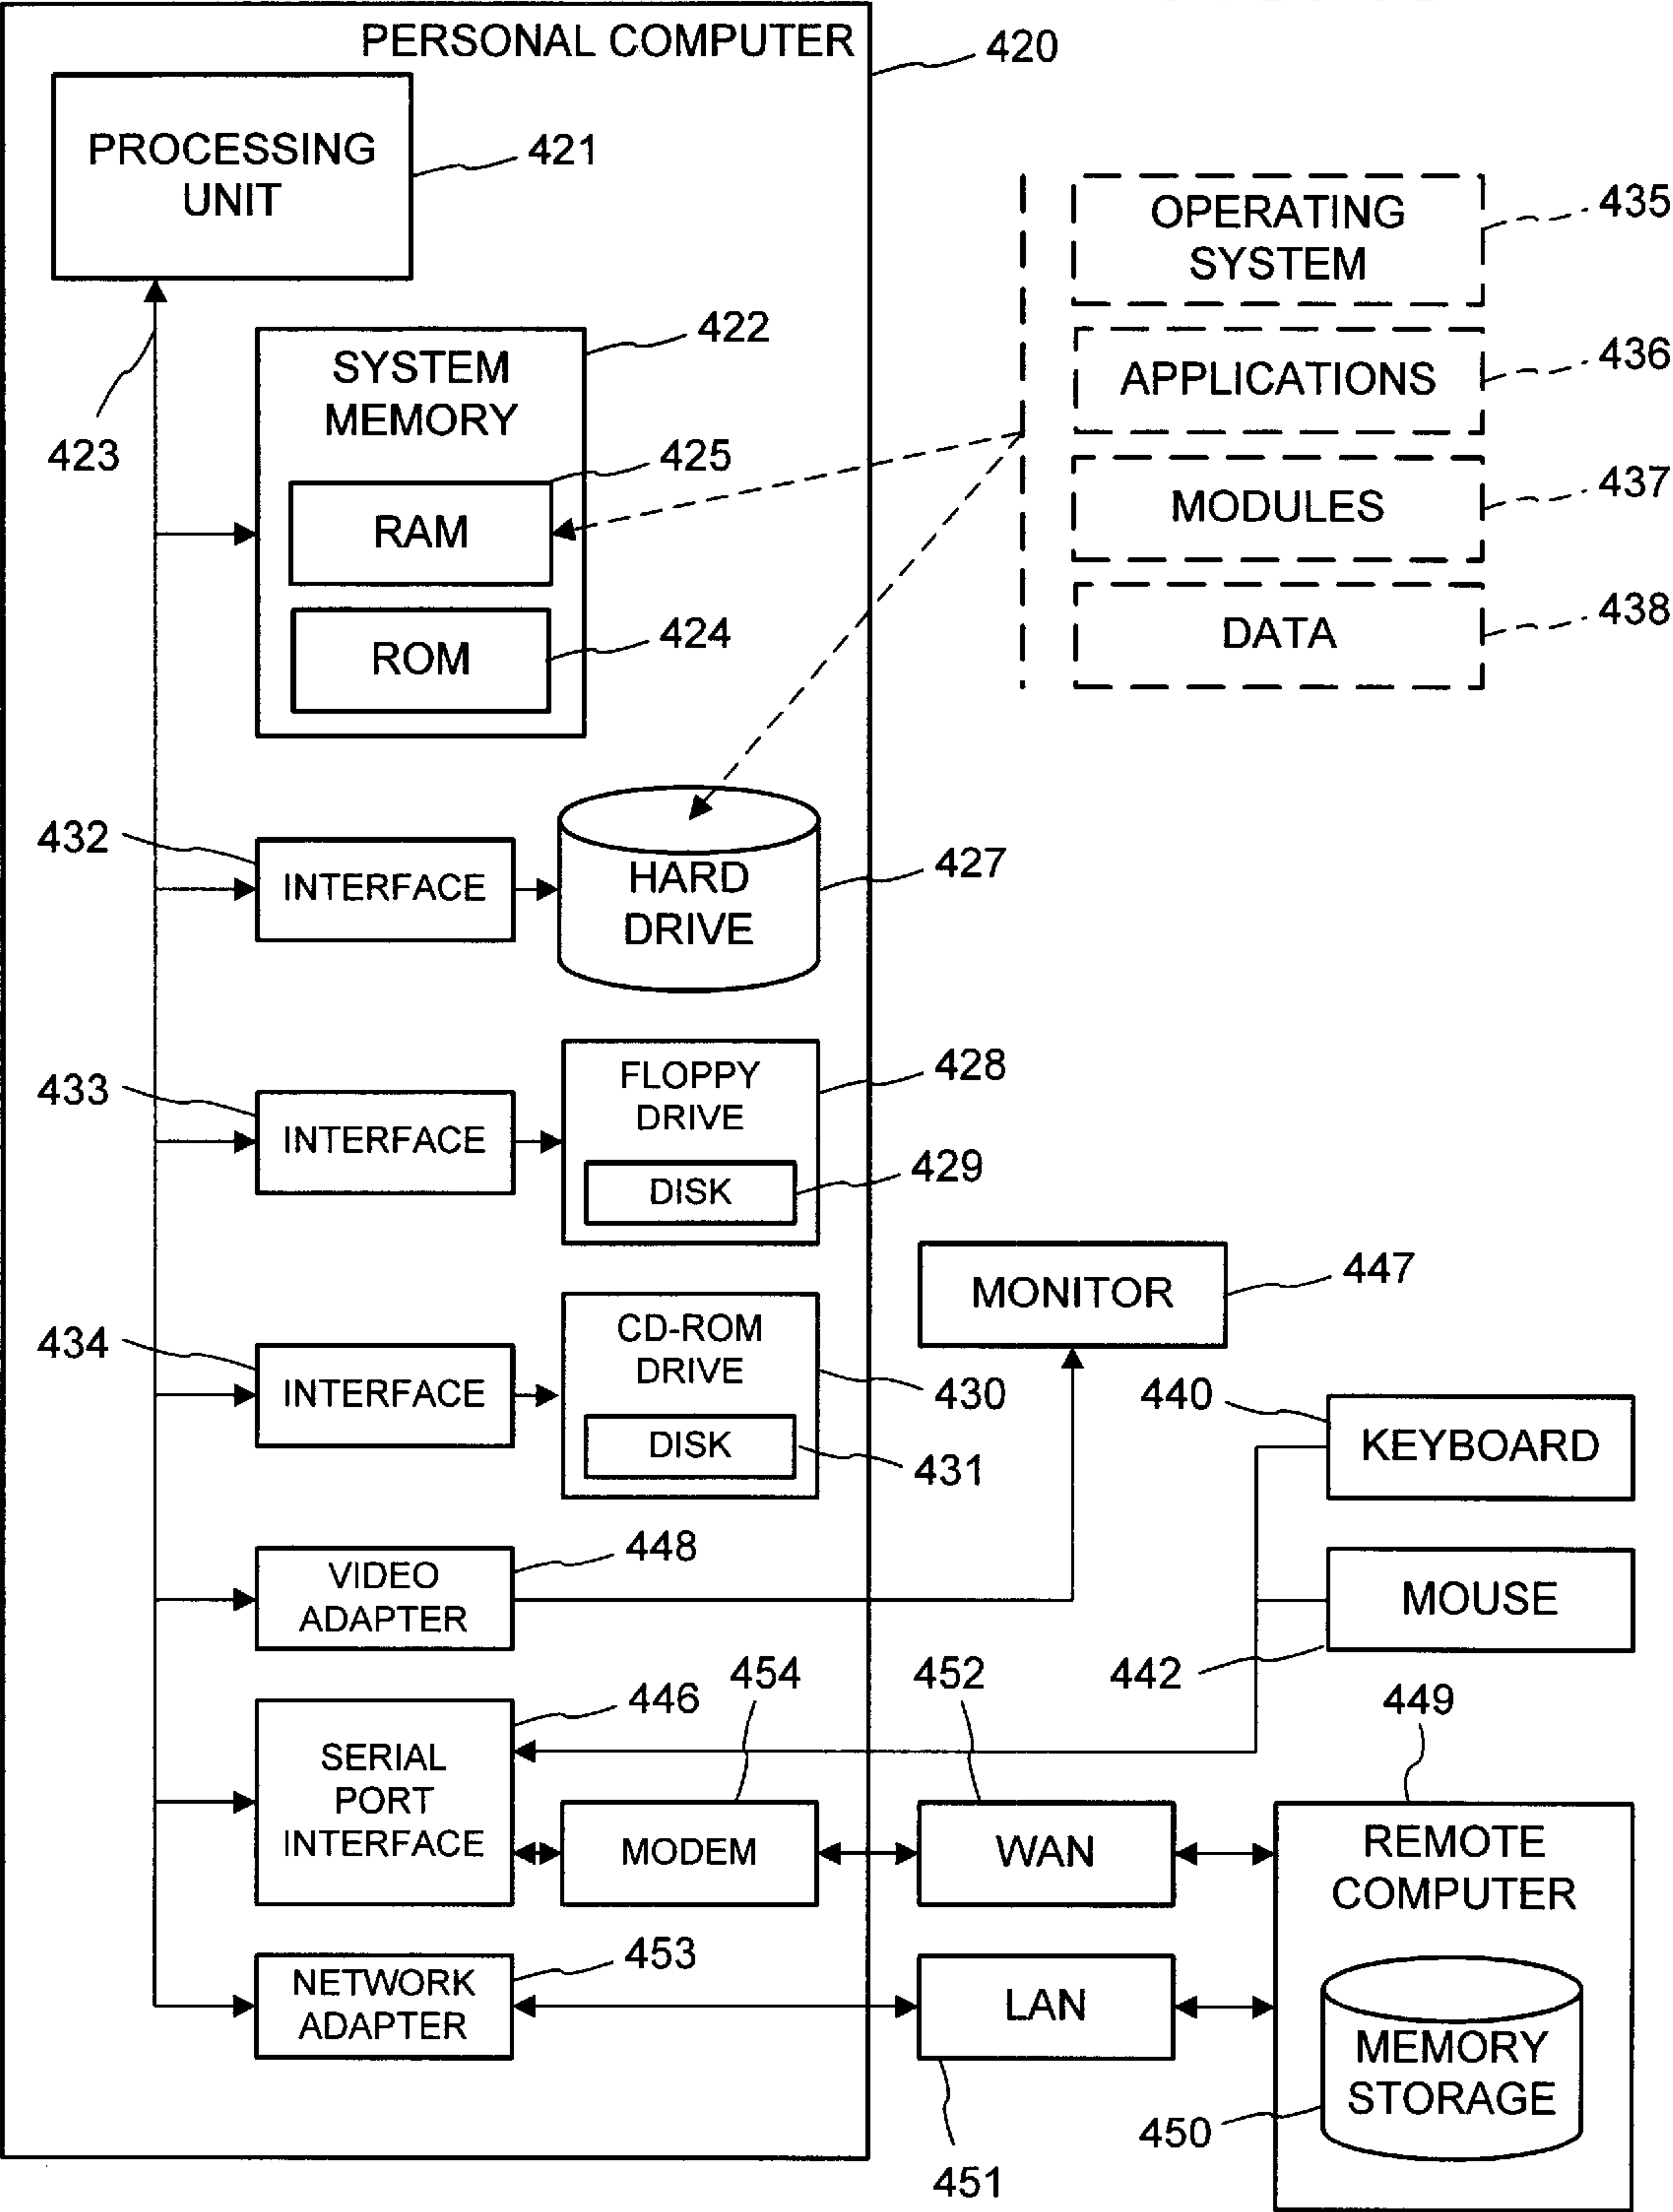 PERSONAL COMPUTER
420
PROCESSING
UNIT
421
423
422
SYSTEM
MEMORY
425
RAM
424
ROM
435
OPERATING
SYSTEM
436
APPLICATIONS
437
MODULES
438
DATA
432
INTERFACE
HARD
DRIVE
427
433
INTERFACE
FLOPPY
DRIVE
428
DISK
429
434
INTERFACE
CD-ROM
DRIVE
430
DISK
431
MONITOR
447
440
KEYBOARD
MOUSE
442
VIDEO
ADAPTER
448
446
SERIAL
PORT
INTERFACE
454
MODEM
452
WAN
449
REMOTE
COMPUTER
NETWORK
ADAPTER
453
LAN
451
MEMORY
STORAGE
450